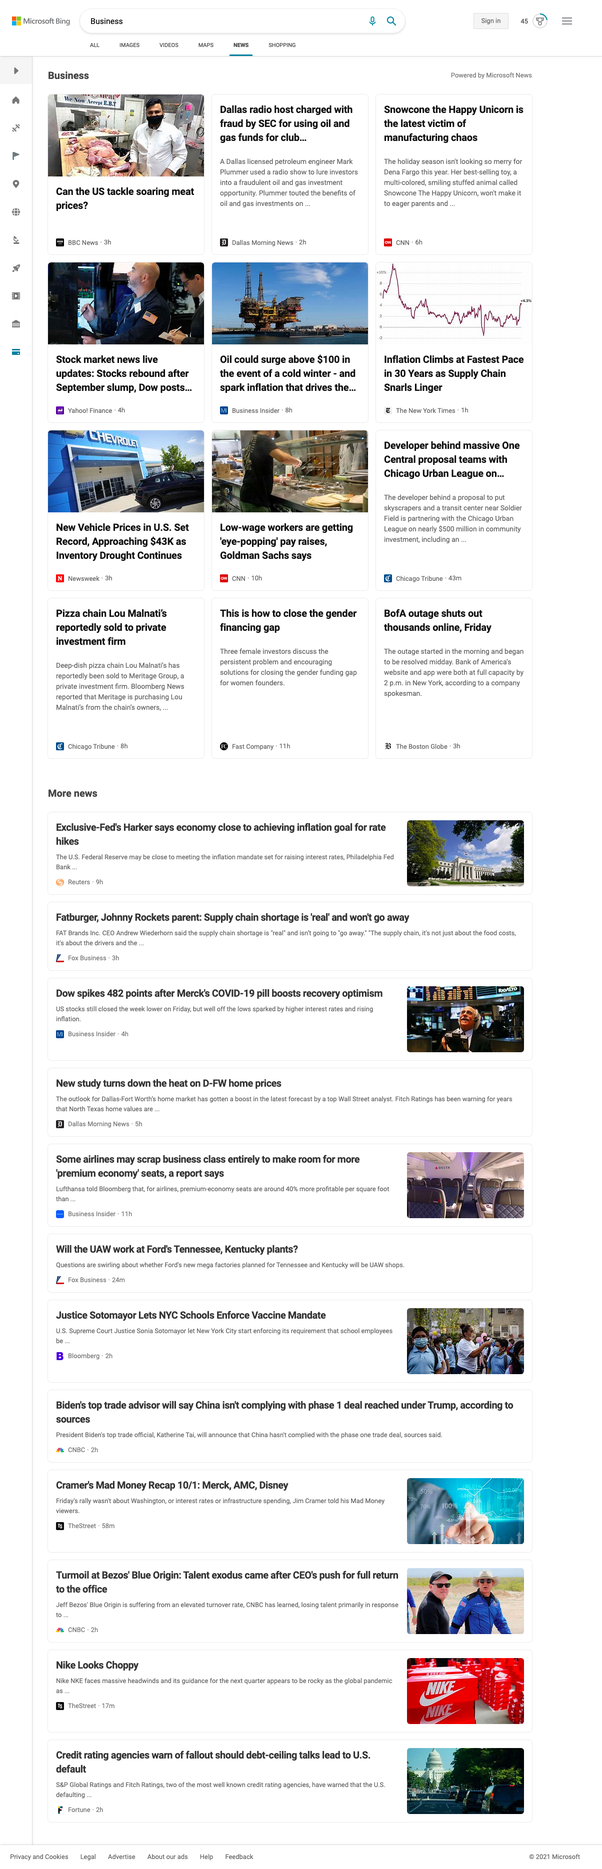 Microsoft Bing
Business
Sign in
45
ALL IMAGES VIDEOS MAPS NEWS SHOPPING
Business
Powered by Microsoft News
Can the US tackle soaring meat
prices?
BBC News · 3h
Dallas radio host charged with
fraud by SEC for using oil and
gas funds for club...
A Dallas licensed petroleum engineer Mark
Plummer used a radio show to lure investors
into a fraudulent oil and gas investment
opportunity. Plummer touted the benefits of
oil and gas investments on ...
Dallas Morning News · 2h
Snowcone the Happy Unicorn is
the latest victim of
manufacturing chaos
The holiday season isn't looking so merry for
Dena Forget this year. Her best-selling toy, a
multi-colored, smiling stuffed animal called
Snowcone The Happy Unicorn, won't make it
to eager parents and ...
CNN · 6h
Stock market news live
updates: Stocks rebound after
September slump, Dow posts...
Yahoo! Finance · 4h
Oil could surge above $100 in
the event of a cold winter - and
spark inflation that drives the...
Business Insider · 8h
Inflation Climbs at Fastest Pace
in 30 Years as Supply Chain
Snarls Linger
The New York Times · 1h
CHEVROLET
New Vehicle Prices in U.S. Set
Record, Approaching $43K as
Inventory Drought Continues
Newsweek · 3h
Low-wage workers are getting
'eye-popping' pay raises,
Goldman Sachs says
CNN · 10h
Developer behind massive One
Central proposal teams with
Chicago Urban League on...
The developer behind a proposal to put
skyscrapers and a transit center near Soldier
Field is partnering with the Chicago Urban
League on nearly $500 million in community
investment, including an ...
Chicago Tribune · 43m
Pizza chain Lou Malnati's
reportedly sold to private
investment firm
Deep-dish pizza chain Lou Malnati's has
reportedly been sold to Meritage Group, a
private investment firm. Bloomberg News
reported that Meritage is purchasing Lou
Malnati's from the chain's owners, ...
Chicago Tribune · 8h
This is how to close the gender
financing gap
Three female investors discuss the
persistent problem and encouraging
solutions for closing the gender funding gap
for women founders.
Fast Company · 11h
BofA outage shuts out
thousands online, Friday
The outage started in the morning and began
to be resolved midday. Bank of America's
website and app were both at full capacity by
2 p.m. in New York, according to a company
spokesman.
The Boston Globe · 3h
More news
Exclusive-Fed's Harker says economy close to achieving inflation goal for rate
hikes
The U.S. Federal Reserve may be close to meeting the inflation mandate set for raising interest rates, Philadelphia Fed
Bank ...
Reuters · 9h
Fatburger, Johnny Rockets parent: Supply chain shortage is 'real' and won't go away
FAT Brands Inc. CEO Andrew Wiederhorn said the supply chain shortage is "real" and isn't going to "go away." "The supply chain, it's not just about the food costs,
it's about the drivers and the ...
Fox Business · 3h
Dow spikes 482 points after Merck's COVID-19 pill boosts recovery optimism
US stocks still closed the week lower on Friday, but well off the lows sparked by higher interest rates and rising
inflation.
Business Insider · 4h
New study turns down the heat on D-FW home prices
The outlook for Dallas-Fort Worth's home market has gotten a boost in the latest forecast by a top Wall Street analyst. Fitch Ratings has been warning for years
that North Texas home values are ...
Dallas Morning News · 5h
Some airlines may scrap business class entirely to make room for more
'premium economy' seats, a report says
Lufthansa told Bloomberg that, for airlines, premium-economy seats are around 40% more profitable per square foot
than ...
Business Insider · 11h
Will the UAW work at Ford's Tennessee, Kentucky plants?
Questions are swirling about whether Ford's new mega factories planned for Tennessee and Kentucky will be UAW shops.
Fox Business · 24m
Justice Sotomayor Lets NYC Schools Enforce Vaccine Mandate
U.S. Supreme Court Justice Sonia Sotomayor let New York City start enforcing its requirement that school employees
be ...
Bloomberg · 2h
Biden's top trade advisor will say China isn't complying with phase 1 deal reached under Trump, according to
sources
President Biden's top trade official, Katherine Tai, will announce that China hasn't complied with the phase one trade deal, sources said.
CNBC · 2h
Cramer's Mad Money Recap 10/1: Merck, AMC, Disney
Friday's rally wasn't about Washington, or interest rates or infrastructure spending, Jim Cramer told his Mad Money
viewers.
TheStreet · 58m
Turmoil at Bezos' Blue Origin: Talent exodus came after CEO's push for full return
to the office
Jeff Bezos' Blue Origin is suffering from an elevated turnover rate, CNBC has learned, losing talent primarily in response
to ...
CNBC · 2h
Nike Looks Choppy
Nike NKE faces massive headwinds and its guidance for the next quarter appears to be rocky as the global pandemic
as ...
TheStreet · 17m
NIKE
NIKE
Credit rating agencies warn of fallout should debt-ceiling talks lead to U.S.
default
S&P Global Ratings and Fitch Ratings, two of the most well known credit rating agencies, have warned that the U.S.
defaulting ...
Fortune · 2h
Privacy and Cookies Legal Advertise About our ads Help Feedback
© 2021 Microsoft